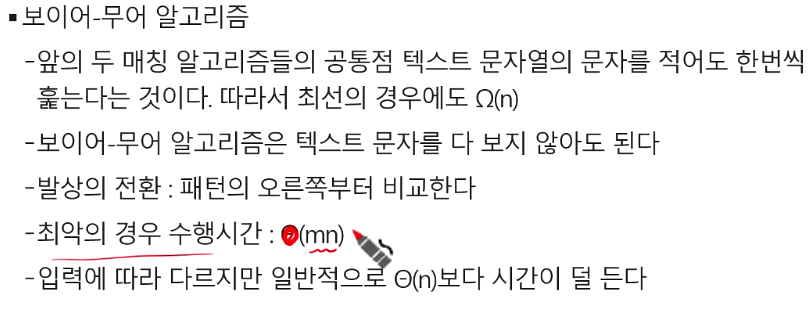 ▪ 보이어-무어 알고리즘
-앞의 두 매칭 알고리즘들의 공통점 텍스트 문자열의 문자를 적어도 한번씩
훑는다는 것이다. 따라서 최선의 경우에도 Ω(n)
-보이어-무어 알고리즘은 텍스트 문자를 다 보지 않아도 된다
-발상의 전환 : 패턴의 오른쪽부터 비교한다
-최악의 경우 수행시간 : Θ(mn)
-입력에 따라 다르지만 일반적으로 Θ(n)보다 시간이 덜 든다